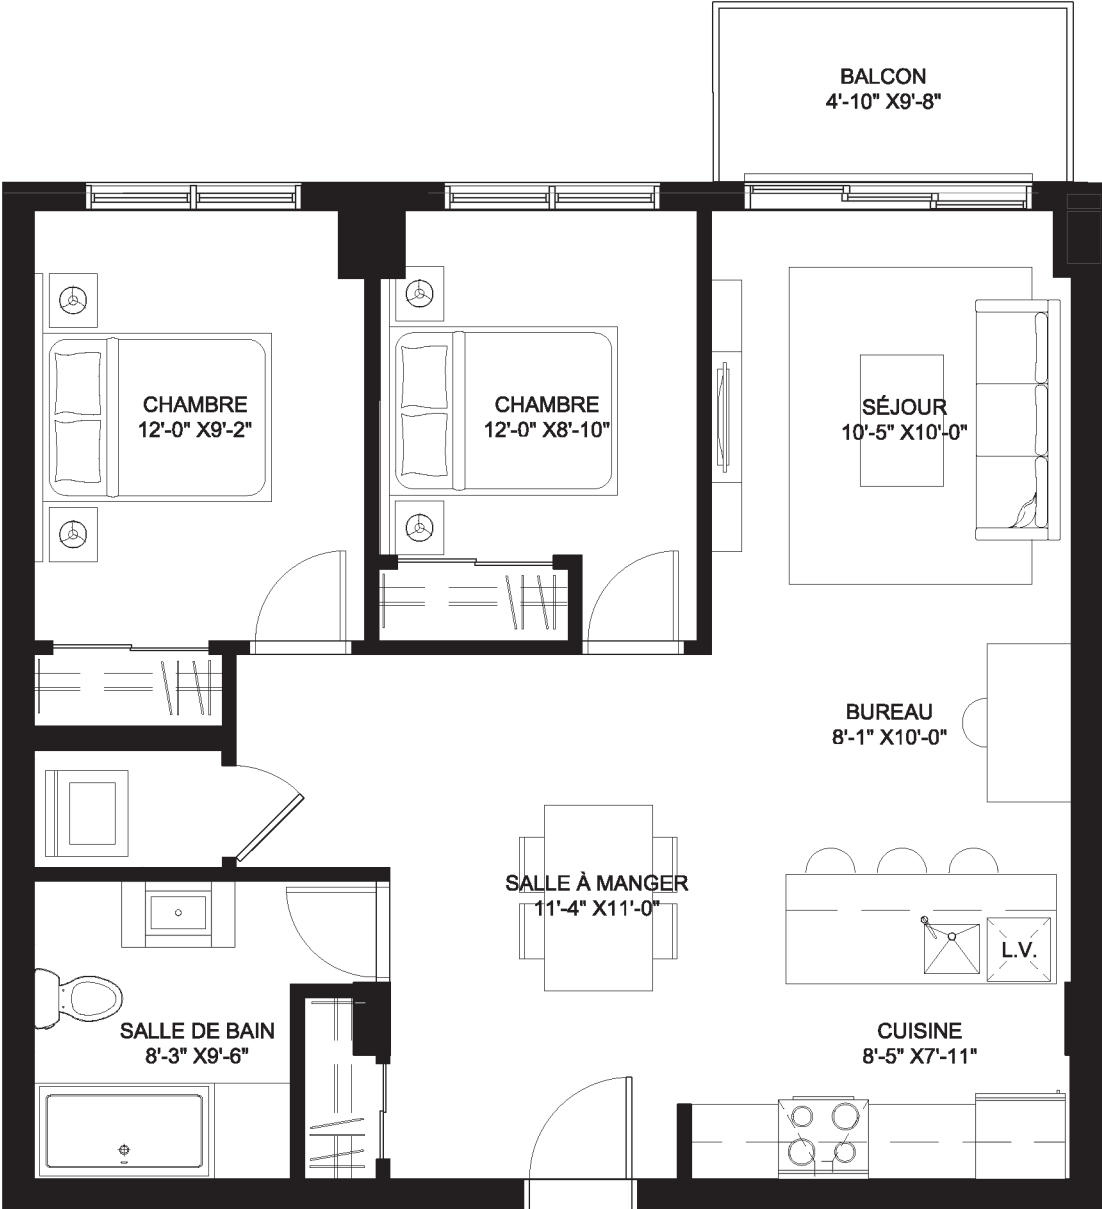 BALCON
4'-10" X9'-8"
CHAMBRE
12'-0" X9'-2"
CHAMBRE
12'-0" X8'-10"
SÉJOUR
10'-5" X10'-0"
BUREAU
8'-1" X10'-0"
SALLE À MANGER
11'-4" X11'-0"
L.V.
SALLE DE BAIN
8'-3" X9'-6"
CUISINE
8'-5" X7'-11"